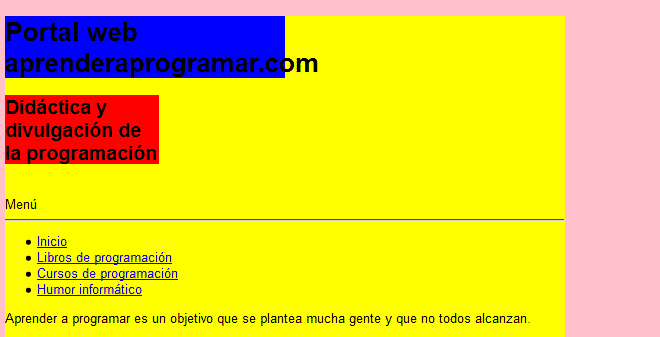 Portal web
aprenderaprogramar.com
Didáctica y
divulgación de
la programación
Menú
Inicio
Libros de programación
Cursos de programación
Humor informático
Aprender a programar es un objetivo que se plantea mucha gente y que no todos alcanzan.